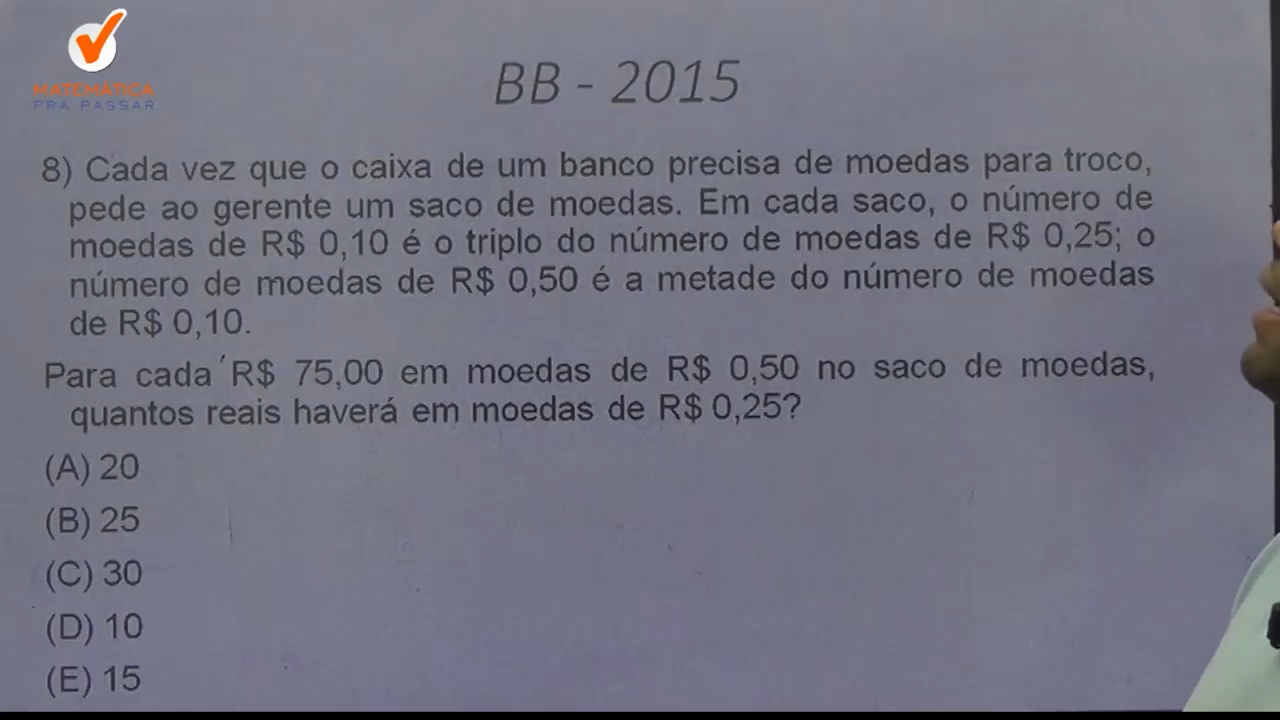 MATEMÁTICA
PRA PASSAR
BB - 2015
8) Cada vez que o caixa de um banco precisa de moedas para troco,
pede ao gerente um saco de moedas. Em cada saco, o número de
moedas de R$ 0,10 é o triplo do número de moedas de R$ 0,25; o
número de moedas de R$ 0,50 é a metade do número de moedas
de R$ 0,10.
Para cada R$ 75,00 em moedas de R$ 0,50 no saco de moedas,
quantos reais haverá em moedas de R$ 0,25?
(A) 20
(B) 25
(C) 30
(D) 10
(E) 15